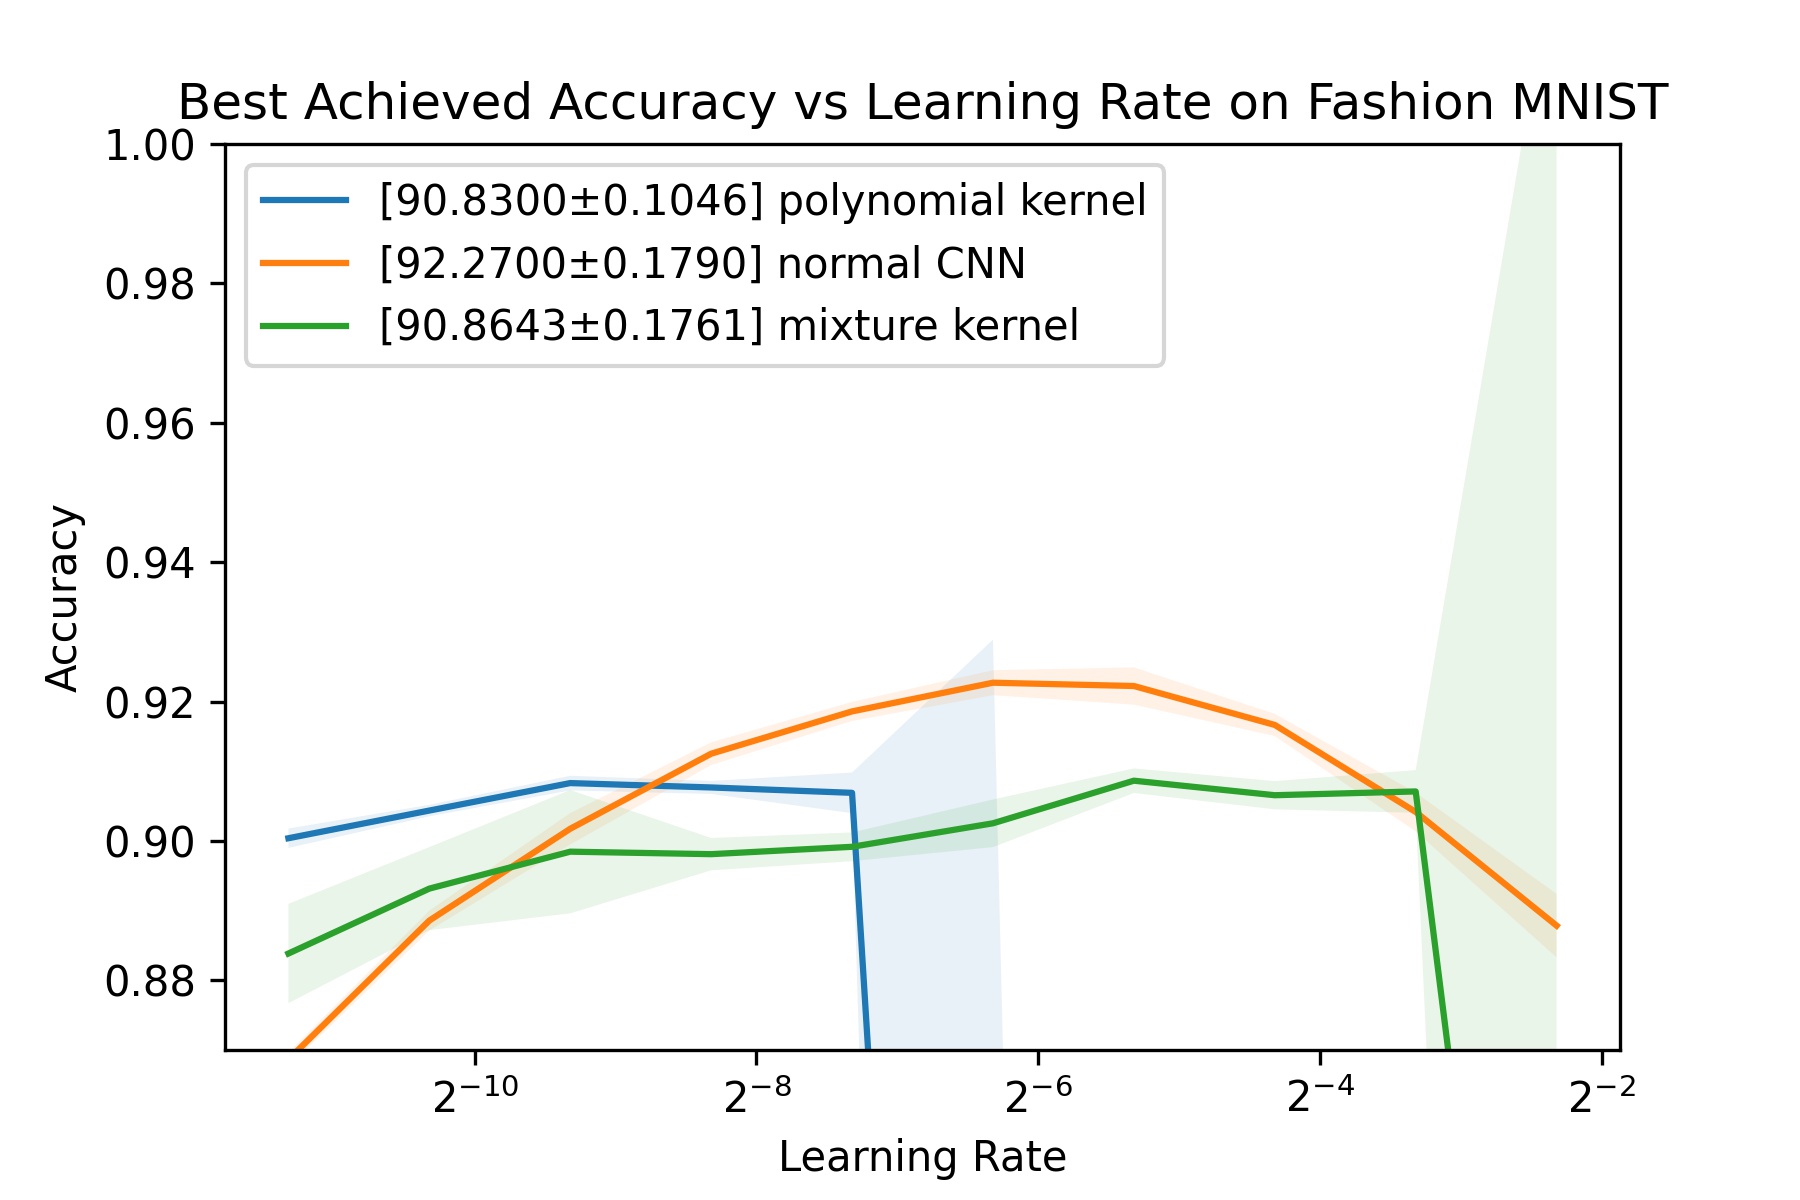 Best Achieved Accuracy vs Learning Rate on Fashion MNIST
1.00
0.98
0.96
0.94
0.92
0.90
0.88
Accuracy
[90.8300±0.1046] polynomial kernel
[92.2700±0.1790] normal CNN
[90.8643±0.1761] mixture kernel
2⁻¹⁰ 2⁻⁸ 2⁻⁶ 2⁻⁴ 2⁻²
Learning Rate